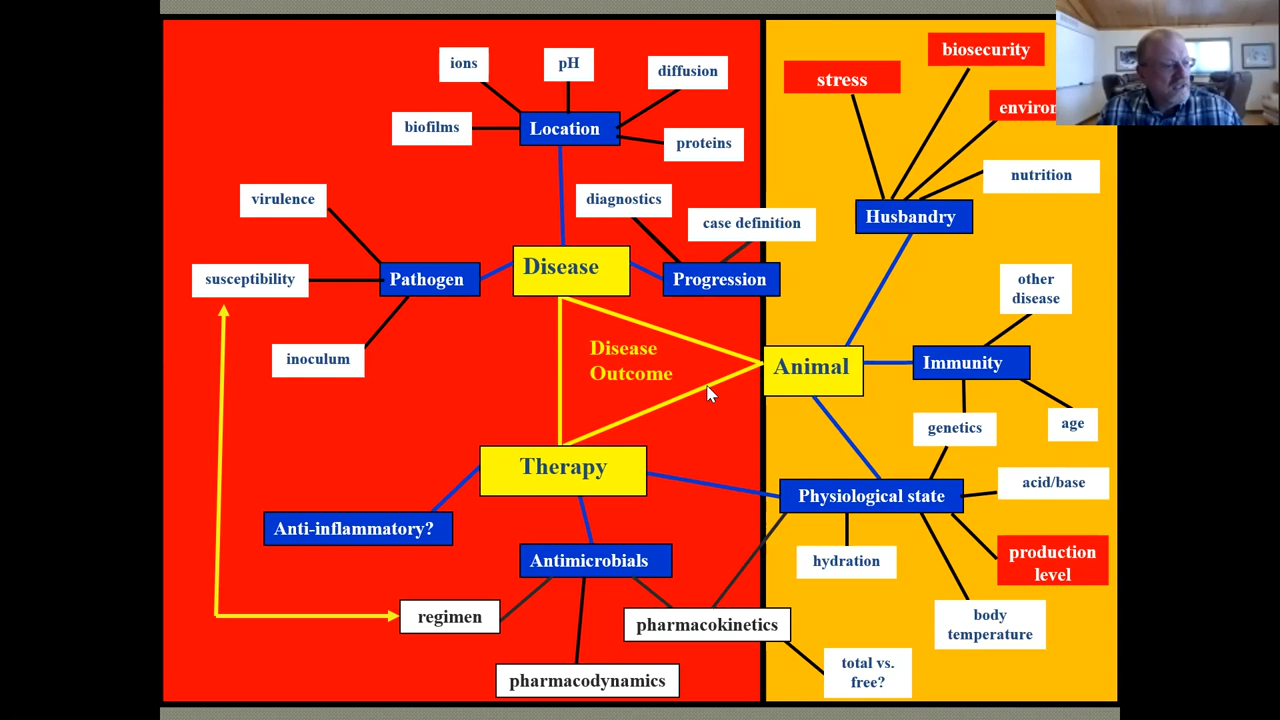 ions
pH
diffusion
biofilms
Location
proteins
stress
biosecurity
environ
nutrition
Husbandry
virulence
diagnostics
case definition
susceptibility
Pathogen
Disease
Progression
inoculum
Disease
Outcome
Animal
other
disease
Immunity
genetics
age
Therapy
Physiological state
acid/base
Anti-inflammatory?
Antimicrobials
hydration
production
level
regimen
pharmacokinetics
body
temperature
pharmacodynamics
total vs.
free?